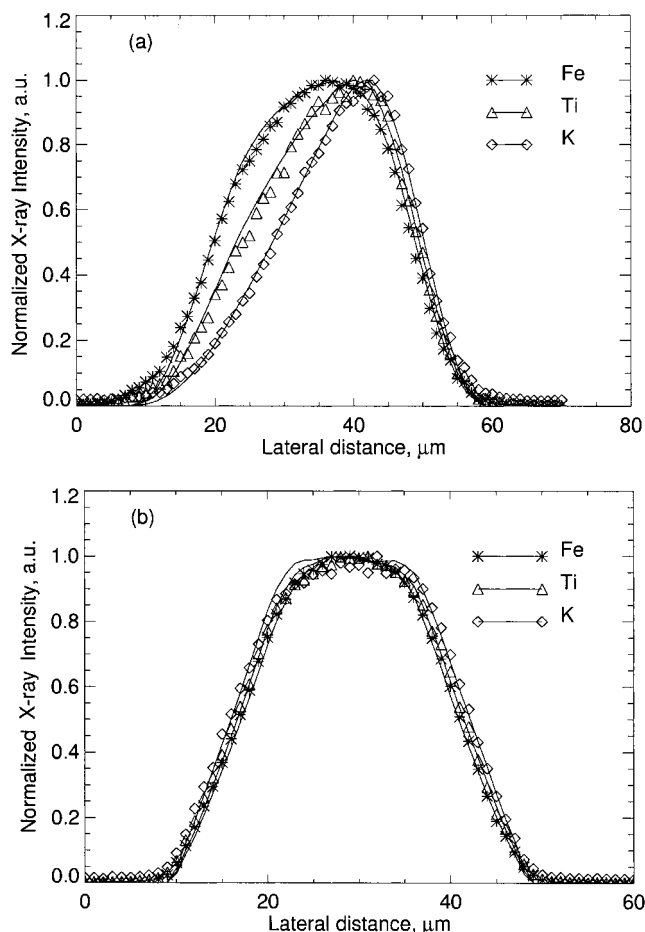 (a)
Fe
Ti
K
Normalized X-ray Intensity, a.u.
1.2
1.0
0.8
0.6
0.4
0.2
0.0
0 20 40 60 80
Lateral distance, μm
(b)
Fe
Ti
K
Normalized X-ray Intensity, a.u.
1.2
1.0
0.8
0.6
0.4
0.2
0.0
0 20 40 60
Lateral distance, μm